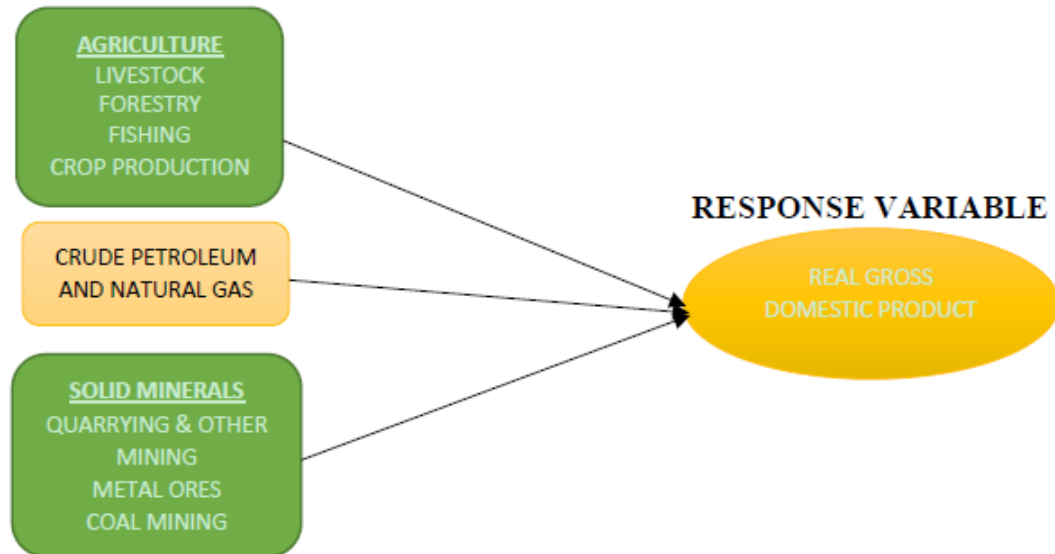 AGRICULTURE
LIVESTOCK
FORESTRY
FISHING
CROP PRODUCTION
CRUDE PETROLEUM
AND NATURAL GAS
SOLID MINERALS
QUARRYING & OTHER
MINING
METAL ORES
COAL MINING
RESPONSE VARIABLE
REAL GROSS
DOMESTIC PRODUCT